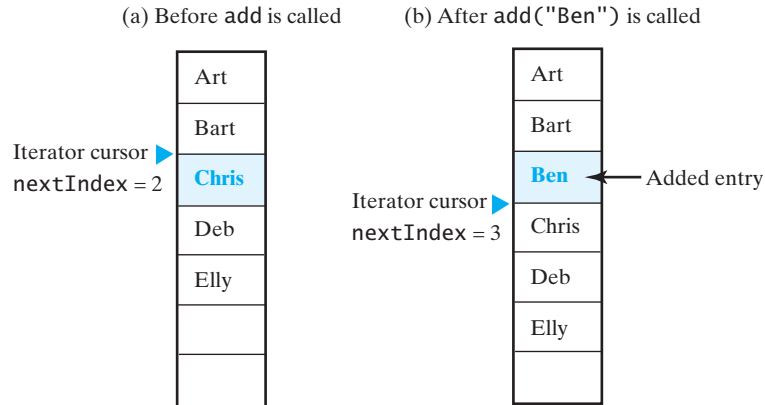 (a) Before add is called
Art
Bart
Iterator cursor
nextIndex = 2
Chris
Deb
Elly
(b) After add("Ben") is called
Art
Bart
Ben
Added entry
Iterator cursor
nextIndex = 3
Chris
Deb
Elly